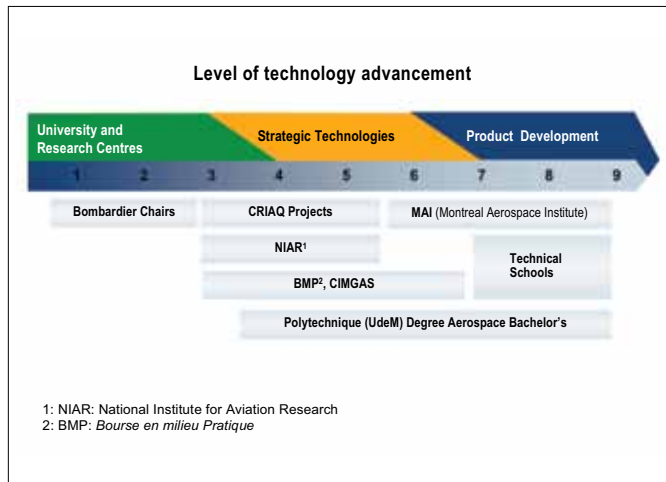 Level of technology advancement
University and
Research Centres
Strategic Technologies
Product Development
1 2 3 4 5 6 7 8 9
Bombardier Chairs
CRIAQ Projects
MAI (Montreal Aerospace Institute)
NIAR1
Technical
Schools
BMP2, CIMGAS
Polytechnique (UdeM) Degree Aerospace Bachelor's
1: NIAR: National Institute for Aviation Research
2: BMP: Bourse en milieu Pratique